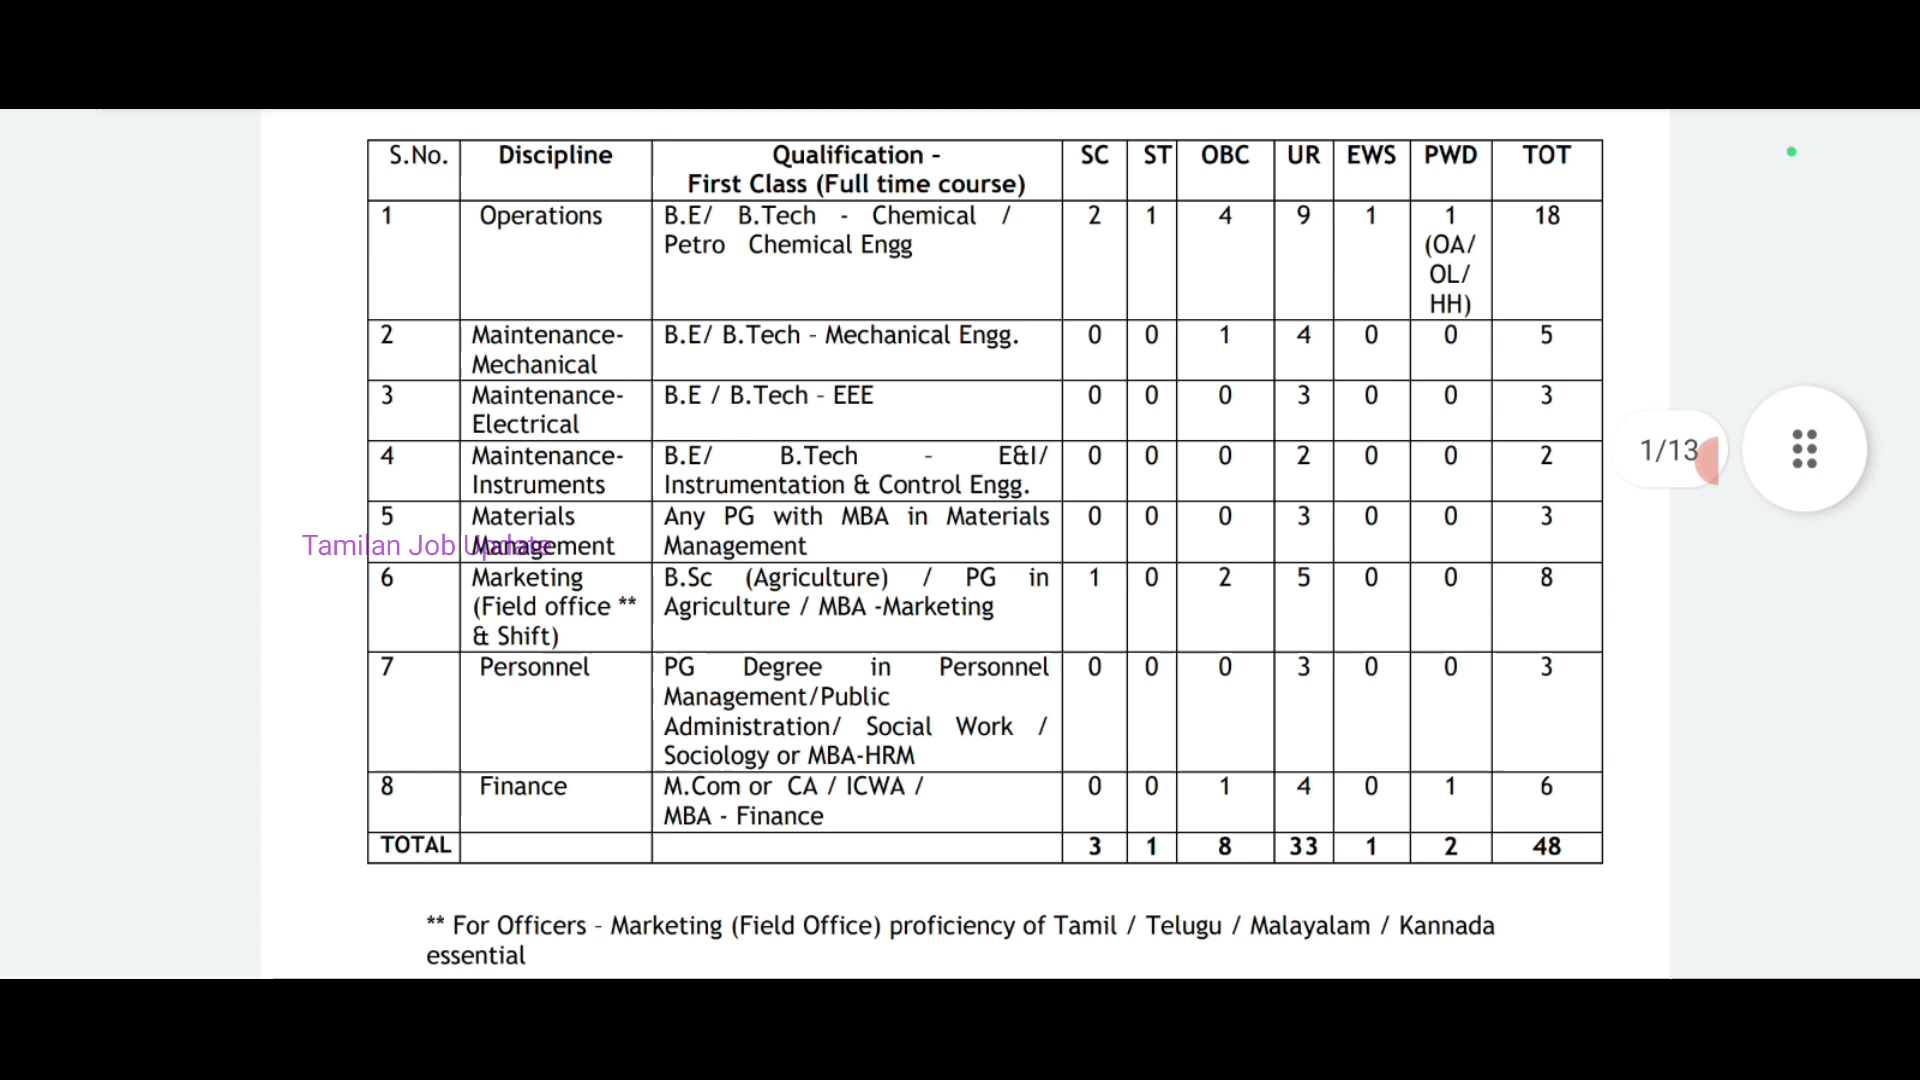 S.No. Discipline Qualification - SC ST OBC UR EWS PWD TOT
First Class (Full time course)
1 Operations B.E/ B.Tech - Chemical / 2 1 4 9 1 1 18
Petro Chemical Engg (OA/
OL/
HH)
2 Maintenance- B.E/ B.Tech - Mechanical Engg. 0 0 1 4 0 0 5
Mechanical
3 Maintenance- B.E / B.Tech - EEE 0 0 0 3 0 0 3
Electrical
4 Maintenance- B.E/ B.Tech - E&I/ 0 0 0 2 0 0 2
Instruments Instrumentation & Control Engg.
5 Materials Any PG with MBA in Materials 0 0 0 3 0 0 3
Management Management
Tamilan Job Update
6 Marketing B.Sc (Agriculture) / PG in 1 0 2 5 0 0 8
(Field office ** Agriculture / MBA -Marketing
& Shift)
7 Personnel PG Degree in Personnel 0 0 0 3 0 0 3
Management/Public
Administration/ Social Work /
Sociology or MBA-HRM
8 Finance M.Com or CA / ICWA / 0 0 1 4 0 1 6
MBA - Finance
TOTAL 3 1 8 33 1 2 48
** For Officers - Marketing (Field Office) proficiency of Tamil / Telugu / Malayalam / Kannada
essential
1/13